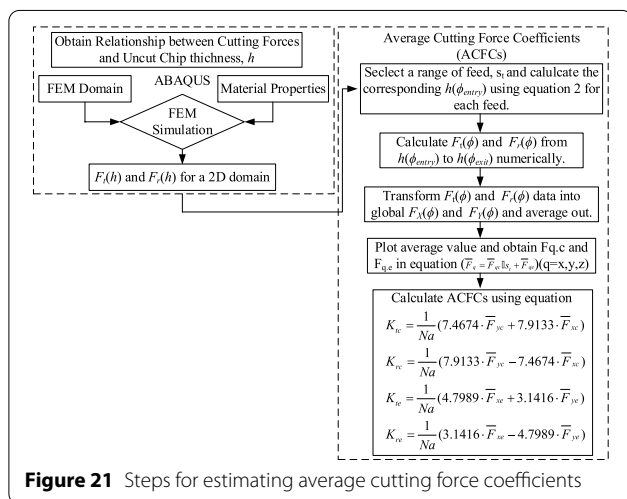 Obtain Relationship between Cutting Forces
and Uncut Chip thickness, h
ABAQUS
FEM Domain
Material Properties
FEM
Simulation
Fₜ(h) and Fᵣ(h) for a 2D domain
Average Cutting Force Coefficients
(ACFCs)
Seclect a range of feed, sₜ and calulcate the
corresponding h(ϕentry) using equation 2 for
each feed.
Calculate Fₜ(ϕ) and Fᵣ(ϕ) from
h(ϕentry) to h(ϕexit) numerically.
Transform Fₜ(ϕ) and Fᵣ(ϕ) data into
global FX(ϕ) and FY(ϕ) and average out.
Plot average value and obtain Fq.c and
Fq.e in equation (F̄q = F̄qc▯sₜ + F̄qe)(q=x,y,z)
Calculate ACFCs using equation
Ktc = 1/Na (7.4674 · F̄yc + 7.9133 · F̄xc)
Krc = 1/Na (7.9133 · F̄yc − 7.4674 · F̄xc)
Kte = 1/Na (4.7989 · F̄xe + 3.1416 · F̄ye)
Kre = 1/Na (3.1416 · F̄xe − 4.7989 · F̄ye)
Figure 21 Steps for estimating average cutting force coefficients